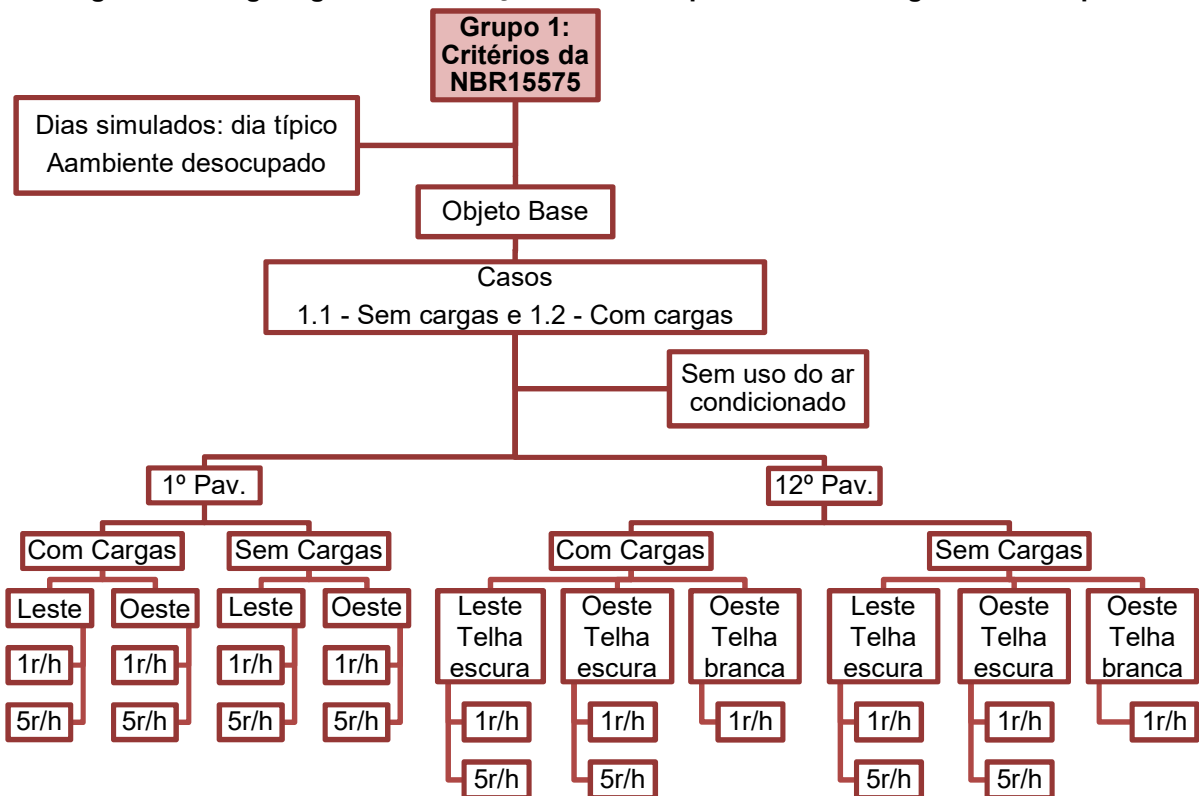 Grupo 1:
Critérios da
NBR15575
Dias simulados: dia típico
Aambiente desocupado
Objeto Base
Casos
1.1 - Sem cargas e 1.2 - Com cargas
Sem uso do ar
condicionado
1º Pav.
12º Pav.
Com Cargas
Sem Cargas
Com Cargas
Sem Cargas
Leste
Oeste
Leste
Oeste
Leste
Telha
escura
Oeste
Telha
escura
Oeste
Telha
branca
Leste
Telha
escura
Oeste
Telha
escura
Oeste
Telha
branca
1r/h
1r/h
1r/h
1r/h
5r/h
5r/h
5r/h
5r/h
1r/h
1r/h
1r/h
1r/h
1r/h
1r/h
5r/h
5r/h
5r/h
5r/h